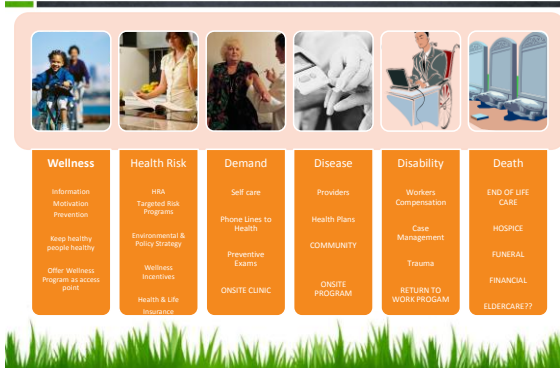 Wellness
Information
Motivation
Prevention
Keep healthy
people healthy
Offer Wellness
Program as access
point
Health Risk
HRA
Targeted Risk
Programs
Environmental &
Policy Strategy
Wellness
Incentives
Health & Life
Insurance
Demand
Self care
Phone Lines to
Health
Preventive
Exams
ONSITE CLINIC
Disease
Providers
Health Plans
COMMUNITY
ONSITE
PROGRAM
Disability
Workers
Compensation
Case
Management
Trauma
RETURN TO
WORK PROGAM
Death
END OF LIFE
CARE
HOSPICE
FUNERAL
FINANCIAL
ELDERCARE??